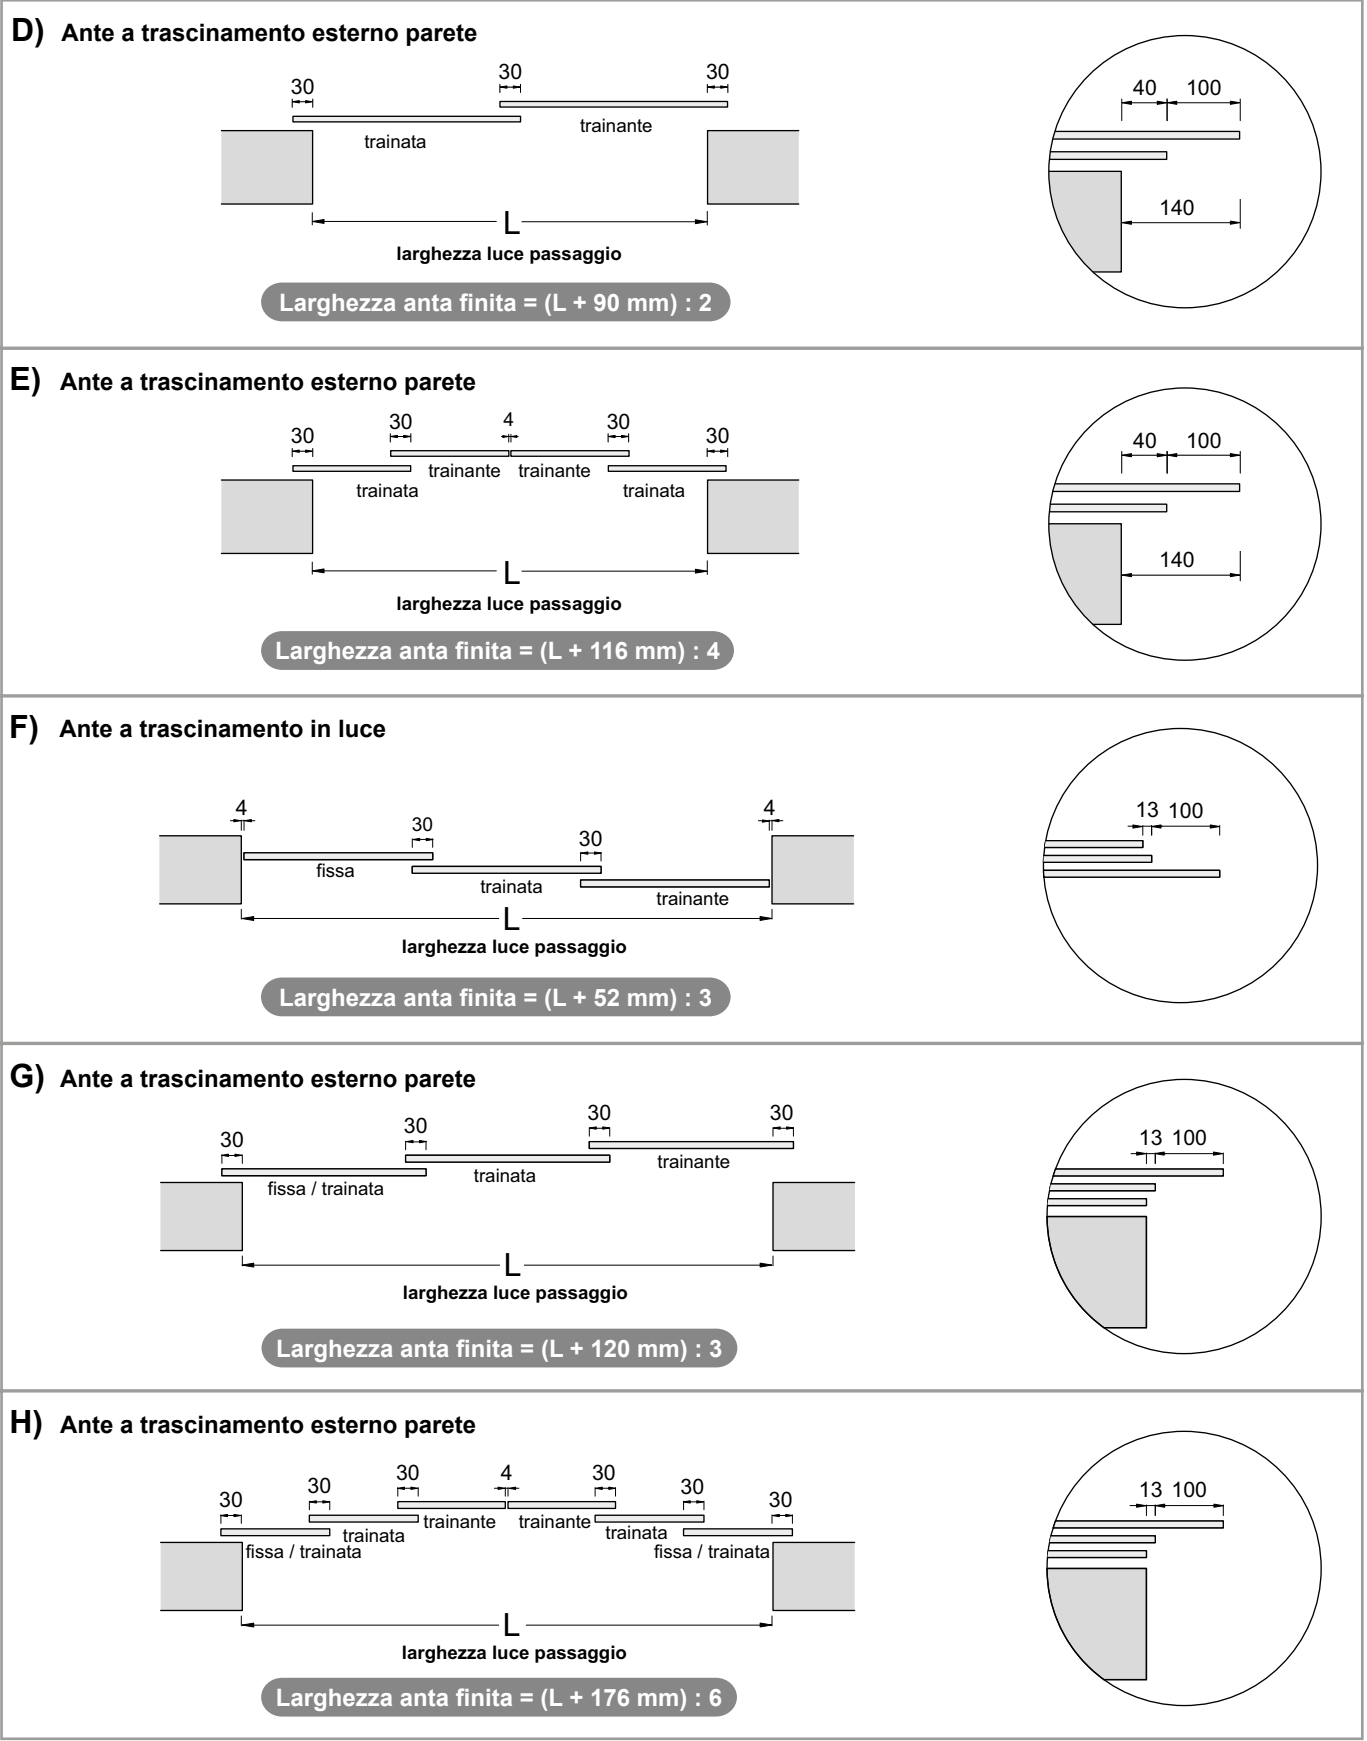 D) Ante a trascinamento esterno parete
30 30 30
trainata trainante
L
larghezza luce passaggio
Larghezza anta finita = (L + 90 mm) : 2
40 100
140
E) Ante a trascinamento esterno parete
30 30 4 30 30
trainata trainante trainante trainata
L
larghezza luce passaggio
Larghezza anta finita = (L + 116 mm) : 4
40 100
140
F) Ante a trascinamento in luce
4 30 30 4
fissa trainata trainante
L
larghezza luce passaggio
Larghezza anta finita = (L + 52 mm) : 3
13 100
G) Ante a trascinamento esterno parete
30 30 30 30
fissa / trainata trainata trainante
L
larghezza luce passaggio
Larghezza anta finita = (L + 120 mm) : 3
13 100
H) Ante a trascinamento esterno parete
30 30 30 4 30 30 30
fissa / trainata trainata trainante trainante trainata fissa / trainata
L
larghezza luce passaggio
Larghezza anta finita = (L + 176 mm) : 6
13 100